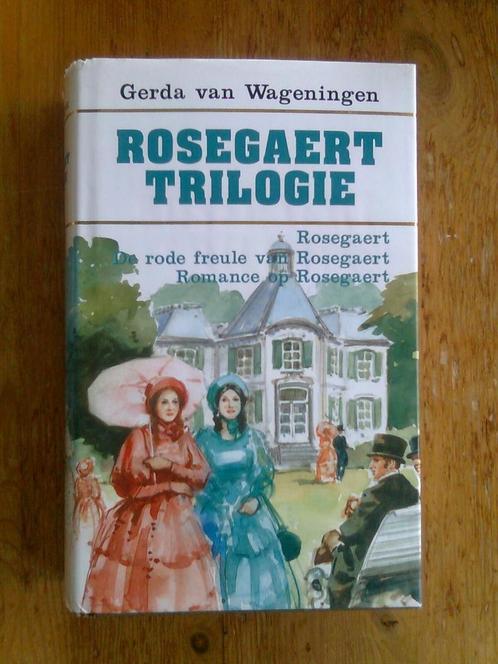 Gerda van Wageningen
ROSEGAERT
TRILOGIE
Rosegaert
De rode freule van Rosegaert
Romance op Rosegaert